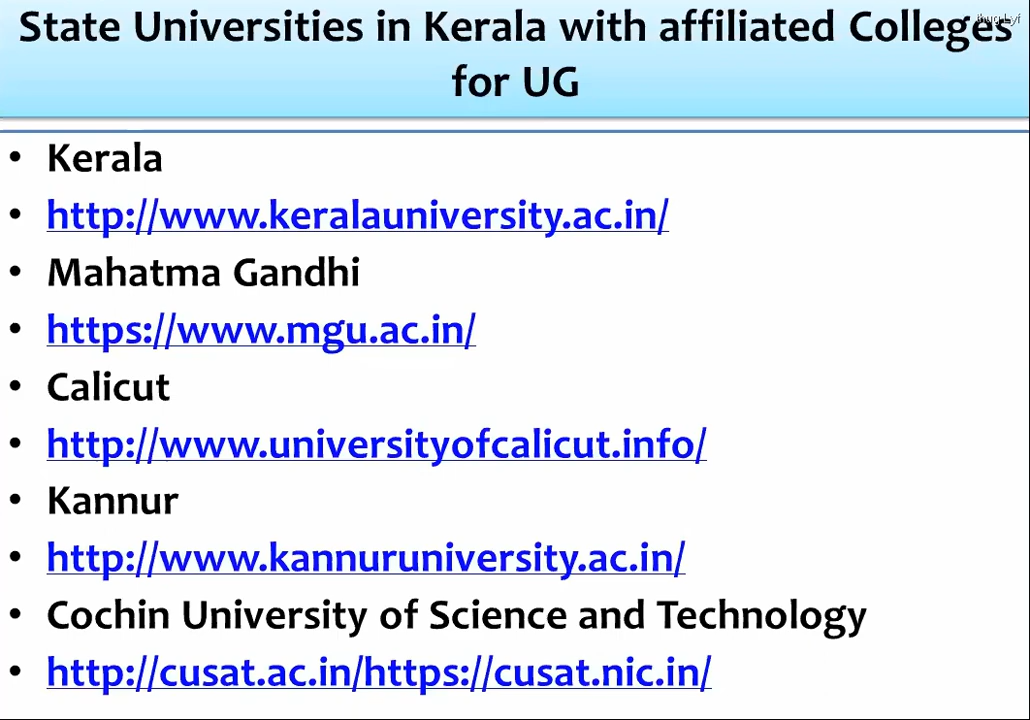 State Universities in Kerala with affiliated Colleges
for UG
• Kerala
• http://www.keralauniversity.ac.in/
• Mahatma Gandhi
• https://www.mgu.ac.in/
• Calicut
• http://www.universityofcalicut.info/
• Kannur
• http://www.kannuruniversity.ac.in/
• Cochin University of Science and Technology
• http://cusat.ac.in/https://cusat.nic.in/